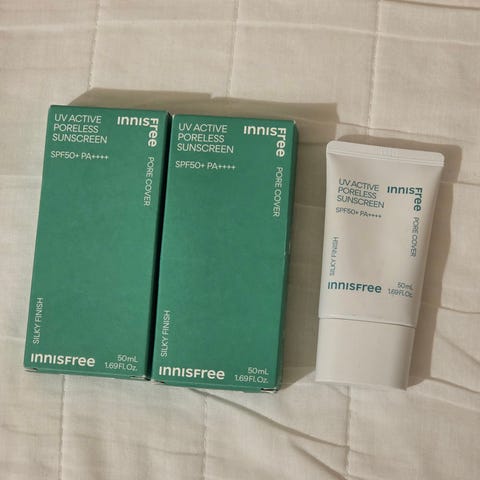 UV ACTIVE
PORELESS
SUNSCREEN
SPF50+ PA++++
INNISFree
PORE COVER
SILKY FINISH
INNISFree
50mL
1.69Fl.Oz.
UV ACTIVE
PORELESS
SUNSCREEN
SPF50+ PA++++
INNISFree
PORE COVER
SILKY FINISH
INNISFree
50mL
1.69Fl.Oz.
UV ACTIVE
PORELESS
SUNSCREEN
SPF50+ PA++++
INNISFree
PORE COVER
SILKY FINISH
INNISFree
50mL
1.69Fl.Oz.